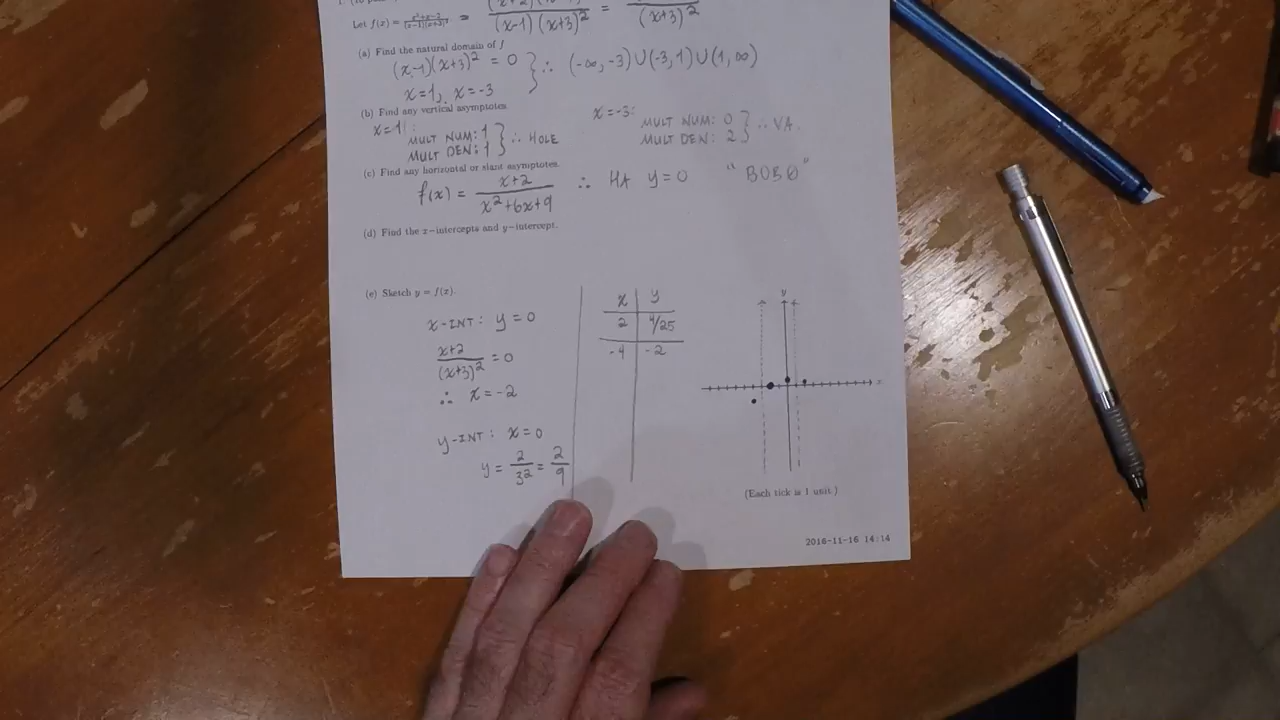 Let f(x) = x²+x−2 / (x−1)(x+3)² = / (x−1)(x+3)² = / (x+3)²
(a) Find the natural domain of f
(x−1)(x+3)² = 0 } ∴ (-∞,-3)∪(-3,1)∪(1,∞)
x=1, x=-3
(b) Find any vertical asymptotes.
x=1:
MULT NUM: 1
MULT DEN: 1 } ∴ HOLE
x=-3:
MULT NUM: 0
MULT DEN: 2 } ∴ VA.
(c) Find any horizontal or slant asymptotes.
f(x) = x+2 / x²+6x+9 ∴ HA y=0 "BOBO"
(d) Find the x-intercepts and y-intercept.
(e) Sketch y = f(x).
x-INT: y=0
x+2 / (x+3)² = 0
∴ x=-2
y-INT: x=0
y = 2/3² = 2/9
x y
2 4/25
-4 -2
y
x
(Each tick is 1 unit.)
2016-11-16 14:14